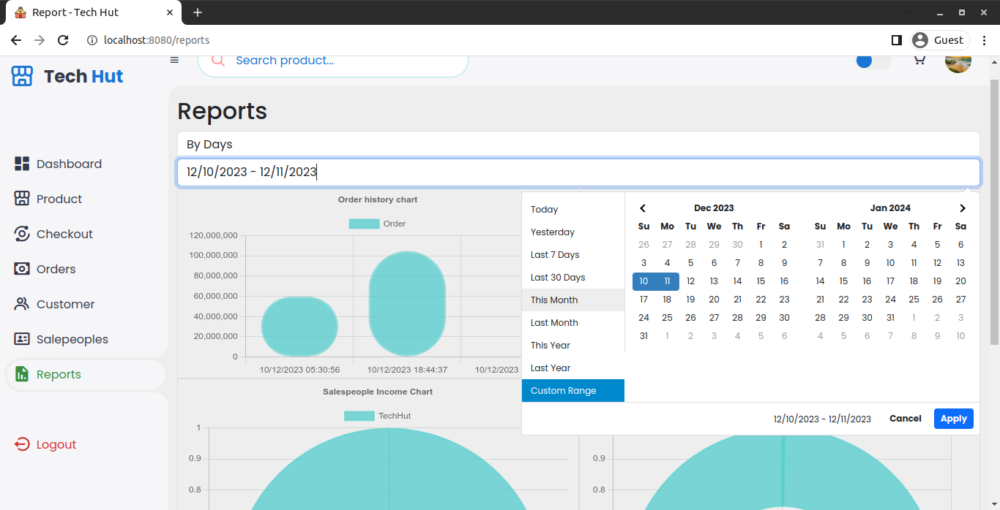 Report - Tech Hut
localhost:8080/reports
Guest
Tech Hut
Search product...
Dashboard
Product
Checkout
Orders
Customer
Salepeoples
Reports
Logout
Reports
By Days
12/10/2023 - 12/11/2023
Order history chart
Order
120,000,000
100,000,000
80,000,000
60,000,000
40,000,000
20,000,000
0
10/12/2023 05:30:56 10/12/2023 18:44:37 10/12/2023
Salespeople Income Chart
TechHut
1
0.9
0.8
0.9
0.8
Today
Yesterday
Last 7 Days
Last 30 Days
This Month
Last Month
This Year
Last Year
Custom Range
Dec 2023
Su Mo Tu We Th Fr Sa
26 27 28 29 30 1 2
3 4 5 6 7 8 9
10 11 12 13 14 15 16
17 18 19 20 21 22 23
24 25 26 27 28 29 30
31 1 2 3 4 5 6
Jan 2024
Su Mo Tu We Th Fr Sa
31 1 2 3 4 5 6
7 8 9 10 11 12 13
14 15 16 17 18 19 20
21 22 23 24 25 26 27
28 29 30 31 1 2 3
4 5 6 7 8 9 10
12/10/2023 - 12/11/2023 Cancel Apply